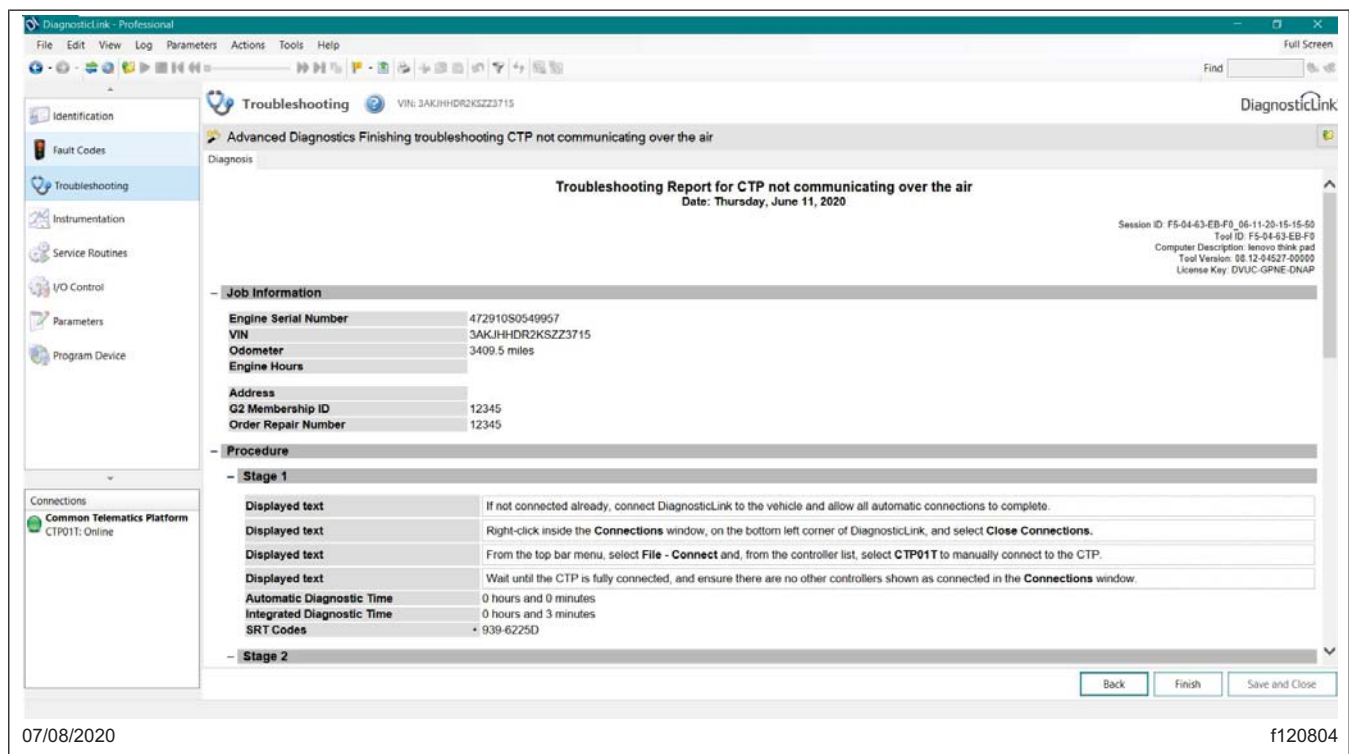 DiagnosticLink - Professional
File Edit View Log Parameters Actions Tools Help
Full Screen
Find
Identification
Fault Codes
Troubleshooting
Instrumentation
Service Routines
I/O Control
Parameters
Program Device
Connections
Common Telematics Platform
CTP01T: Online
Troubleshooting VIN: 3AKJHHDR2KSZZ3715
DiagnosticLink
Advanced Diagnostics Finishing troubleshooting CTP not communicating over the air
Diagnosis
Troubleshooting Report for CTP not communicating over the air
Date: Thursday, June 11, 2020
Session ID: F5-04-63-EB-F0_06-11-20-15-15-50
Tool ID: F5-04-63-EB-F0
Computer Description: lenovo think pad
Tool Version: 08.12-04527-00000
License Key: DVUC-GPNE-DNAP
− Job Information
Engine Serial Number 472910S0549957
VIN 3AKJHHDR2KSZZ3715
Odometer 3409.5 miles
Engine Hours
Address
G2 Membership ID 12345
Order Repair Number 12345
− Procedure
− Stage 1
Displayed text If not connected already, connect DiagnosticLink to the vehicle and allow all automatic connections to complete.
Displayed text Right-click inside the Connections window, on the bottom left corner of DiagnosticLink, and select Close Connections.
Displayed text From the top bar menu, select File - Connect and, from the controller list, select CTP01T to manually connect to the CTP.
Displayed text Wait until the CTP is fully connected, and ensure there are no other controllers shown as connected in the Connections window.
Automatic Diagnostic Time 0 hours and 0 minutes
Integrated Diagnostic Time 0 hours and 3 minutes
SRT Codes • 939-6225D
− Stage 2
Back Finish Save and Close
07/08/2020 f120804